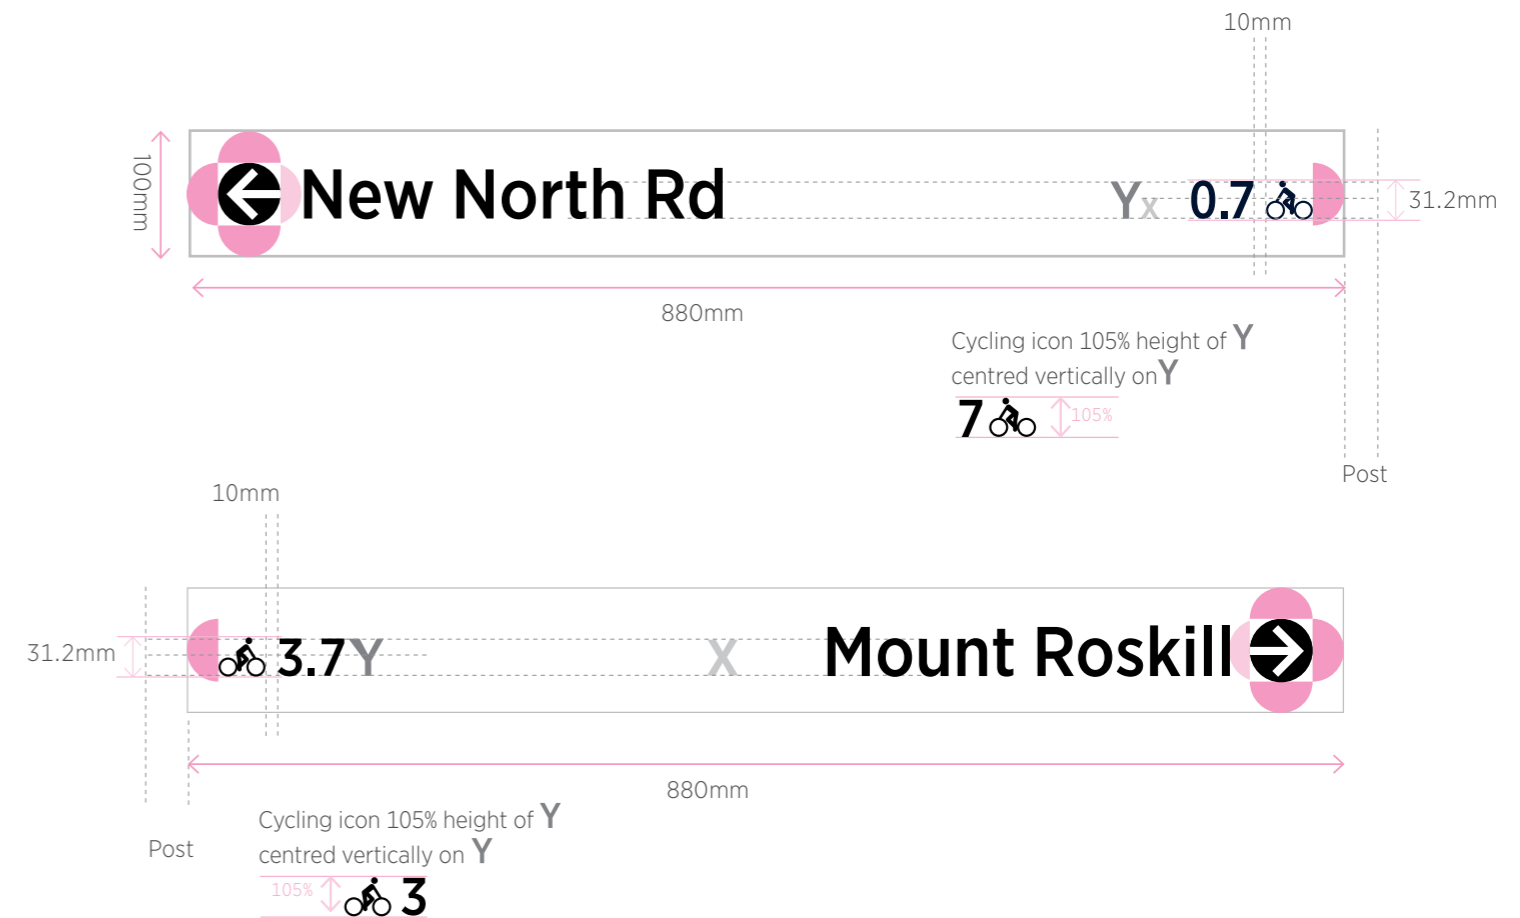 10mm
100mm
New North Rd
Yx
0.7
31.2mm
880mm
Cycling icon 105% height of Y
centred vertically on Y
7
105%
Post
10mm
31.2mm
3.7Y
X
Mount Roskill
880mm
Cycling icon 105% height of Y
centred vertically on Y
Post
105%
3